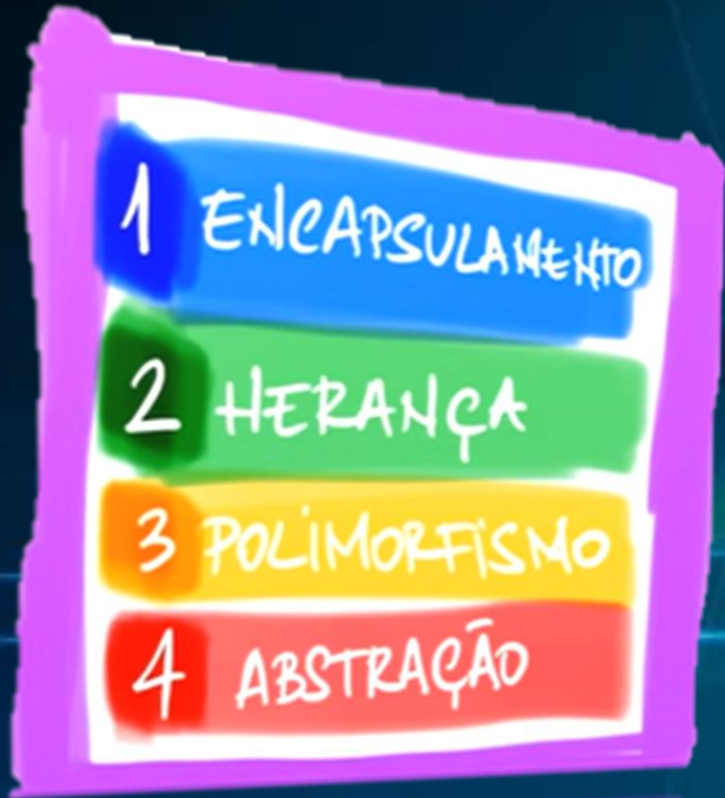 1 ENCAPSULAMENTO
2 HERANÇA
3 POLIMORFISMO
4 ABSTRAÇÃO